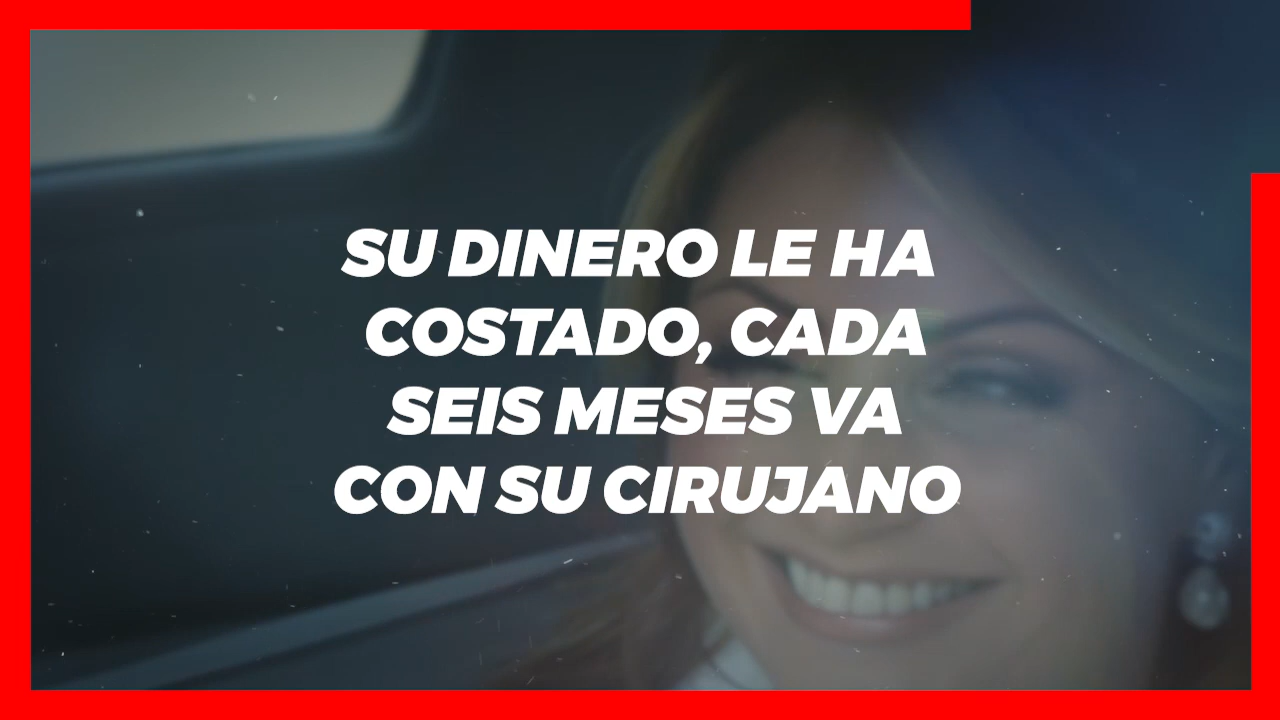 SU DINERO LE HA
COSTADO, CADA
SEIS MESES VA
CON SU CIRUJANO